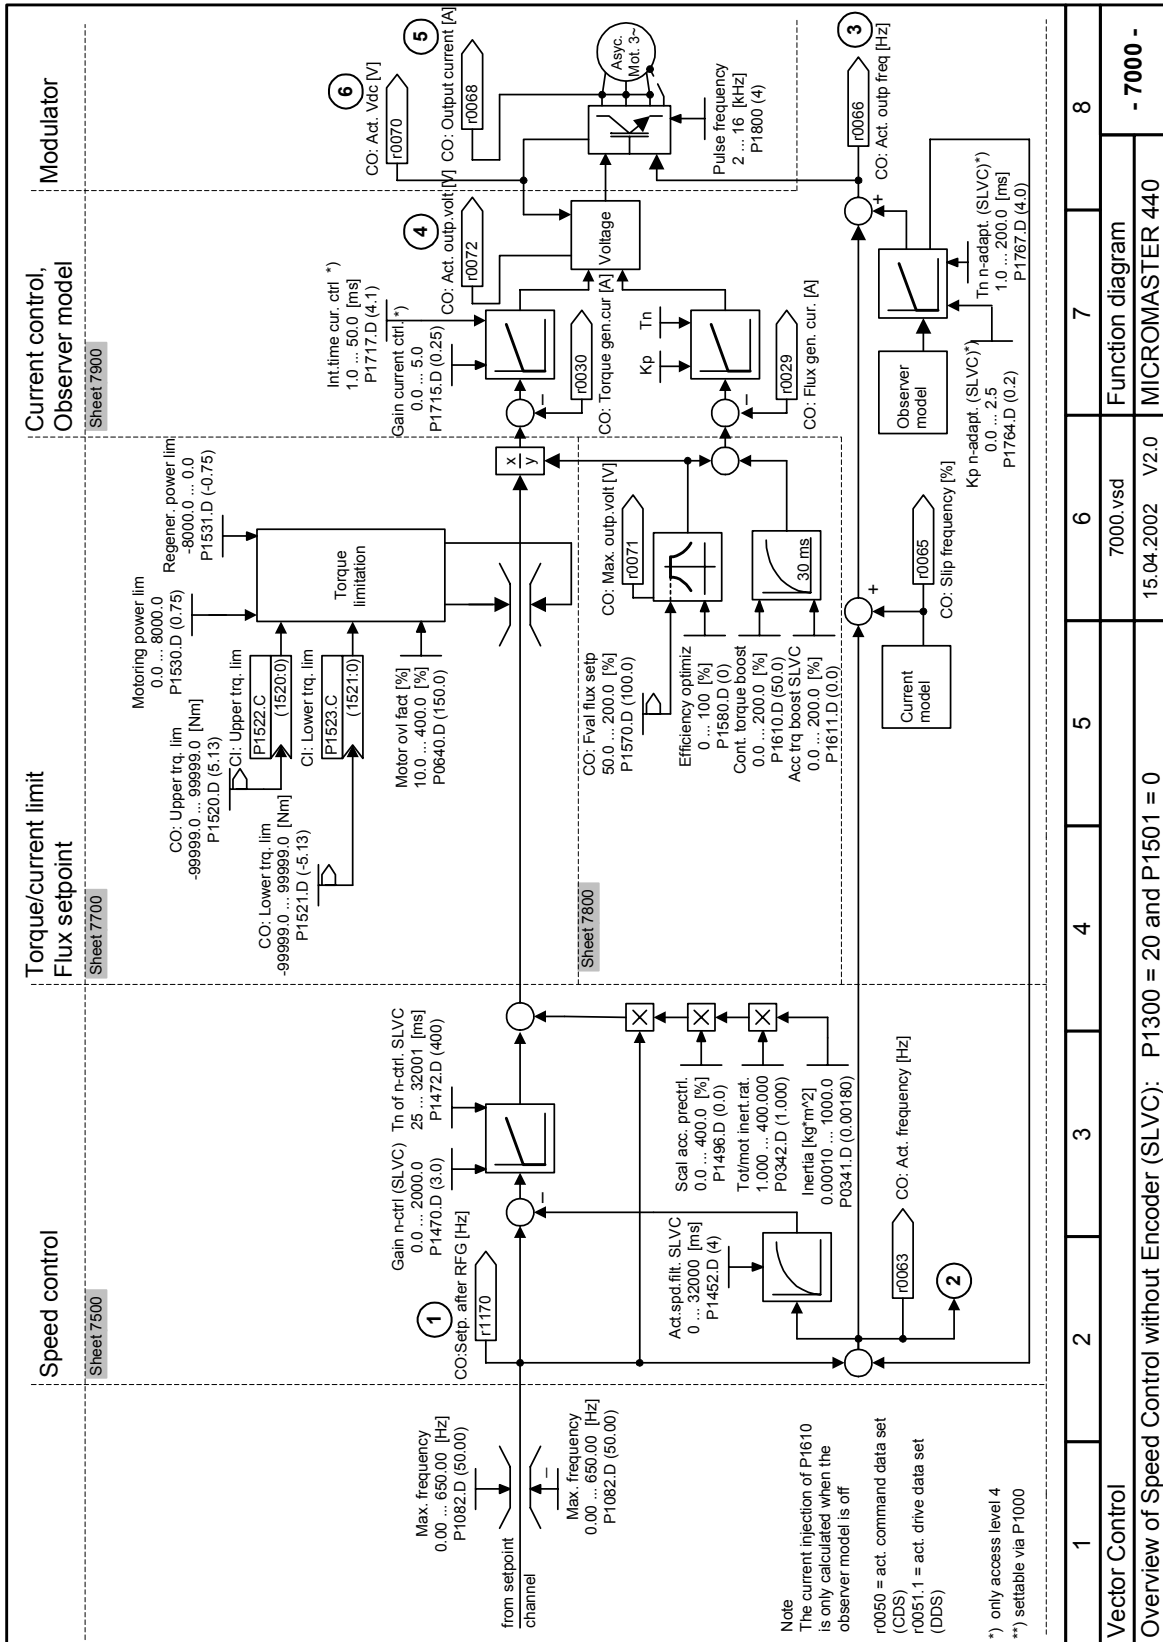 Speed control
Sheet 7500
Torque/current limit
Flux setpoint
Sheet 7700
Current control,
Observer model
Sheet 7900
Modulator
from setpoint
channel
Max. frequency
0.00 ... 650.00 [Hz]
P1082.D (50.00)
Max. frequency
0.00 ... 650.00 [Hz]
P1082.D (50.00)
–
1
CO:Setp. after RFG [Hz]
r1170
Gain n-ctrl (SLVC)
0.0 ... 2000.0
P1470.D (3.0)
Tn of n-ctrl. SLVC
25 ... 32001 [ms]
P1472.D (400)
–
Act.spd.filt. SLVC
0 ... 32000 [ms]
P1452.D (4)
Scal acc. prectrl.
0.0 ... 400.0 [%]
P1496.D (0.0)
Tot/mot inert.rat.
1.000 ... 400.000
P0342.D (1.000)
Inertia [kg*m^2]
0.00010 ... 1000.0
P0341.D (0.00180)
r0063
CO: Act. frequency [Hz]
2
CO: Upper trq. lim
-99999.0 ... 99999.0 [Nm]
P1520.D (5.13)
CI: Upper trq. lim
P1522.C
(1520:0)
CO: Lower trq. lim
-99999.0 ... 99999.0 [Nm]
P1521.D (-5.13)
CI: Lower trq. lim
P1523.C
(1521:0)
Motoring power lim
0.0 ... 8000.0
P1530.D (0.75)
Regener. power lim
-8000.0 ... 0.0
P1531.D (-0.75)
Torque
limitation
Motor ovl fact [%]
10.0 ... 400.0 [%]
P0640.D (150.0)
Sheet 7800
CO: Fval flux setp
50.0 ... 200.0 [%]
P1570.D (100.0)
CO: Max. outp.volt [V]
r0071
Efficiency optimiz
0 ... 100 [%]
P1580.D (0)
Cont. torque boost
0.0 ... 200.0 [%]
P1610.D (50.0)
Acc trq boost SLVC
0.0 ... 200.0 [%]
P1611.D (0.0)
30 ms
x
y
Int.time cur. ctrl *)
1.0 ... 50.0 [ms]
P1717.D (4.1)
Gain current ctrl. *)
0.0 ... 5.0
P1715.D (0.25)
–
r0030
CO: Torque gen.cur [A]
Kp
Tn
–
r0029
CO: Flux gen. cur. [A]
4
CO: Act. outp.volt [V]
r0072
Voltage
6
CO: Act. Vdc [V]
r0070
5
CO: Output current [A]
r0068
Asyc.
Mot. 3~
Pulse frequency
2 ... 16 [kHz]
P1800 (4)
3
CO: Act. outp freq [Hz]
r0066
+
Current
model
+
r0065
CO: Slip frequency [%]
Observer
model
Kp n-adapt. (SLVC)*)
0.0 ... 2.5
P1764.D (0.2)
Tn n-adapt. (SLVC)*)
1.0 ... 200.0 [ms]
P1767.D (4.0)
Note
The current injection of P1610
is only calculated when the
observer model is off
r0050 = act. command data set
(CDS)
r0051.1 = act. drive data set
(DDS)
*) only access level 4
**) settable via P1000
1 2 3 4 5 6 7 8
Vector Control
7000.vsd
Function diagram
- 7000 -
Overview of Speed Control without Encoder (SLVC): P1300 = 20 and P1501 = 0
15.04.2002 V2.0
MICROMASTER 440